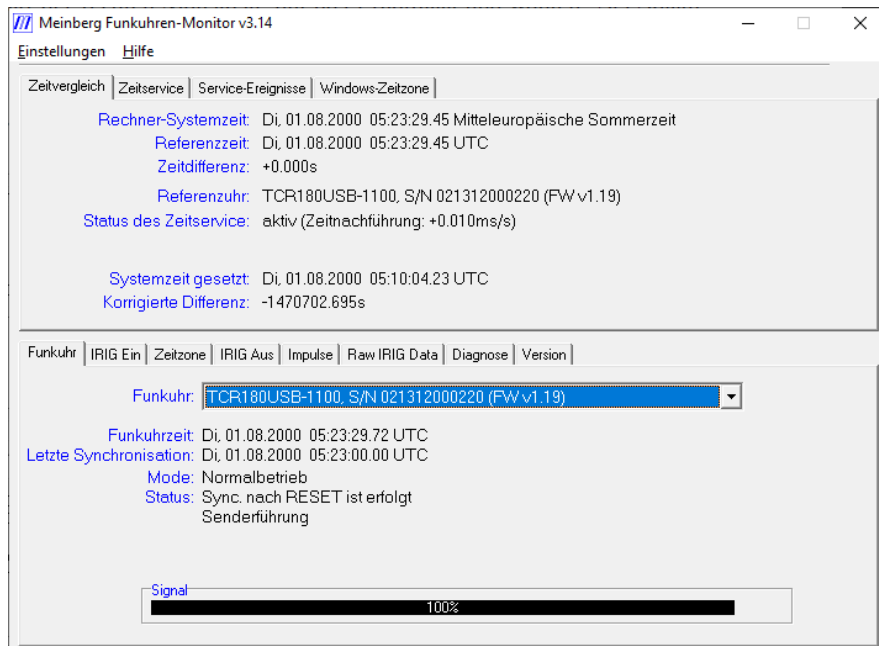 Meinberg Funkuhren-Monitor v3.14
Einstellungen Hilfe
Zeitvergleich Zeitservice Service-Ereignisse Windows-Zeitzone
Rechner-Systemzeit: Di, 01.08.2000 05:23:29.45 Mitteleuropäische Sommerzeit
Referenzzeit: Di, 01.08.2000 05:23:29.45 UTC
Zeitdifferenz: +0.000s
Referenzuhr: TCR180USB-1100, S/N 021312000220 (FW v1.19)
Status des Zeitservice: aktiv (Zeitnachführung: +0.010ms/s)
Systemzeit gesetzt: Di, 01.08.2000 05:10:04.23 UTC
Korrigierte Differenz: -1470702.695s
Funkuhr IRIG Ein Zeitzone IRIG Aus Impulse Raw IRIG Data Diagnose Version
Funkuhr: TCR180USB-1100, S/N 021312000220 (FW v1.19)
Funkuhrzeit: Di, 01.08.2000 05:23:29.72 UTC
Letzte Synchronisation: Di, 01.08.2000 05:23:00.00 UTC
Mode: Normalbetrieb
Status: Sync. nach RESET ist erfolgt
Senderführung
Signal
100%